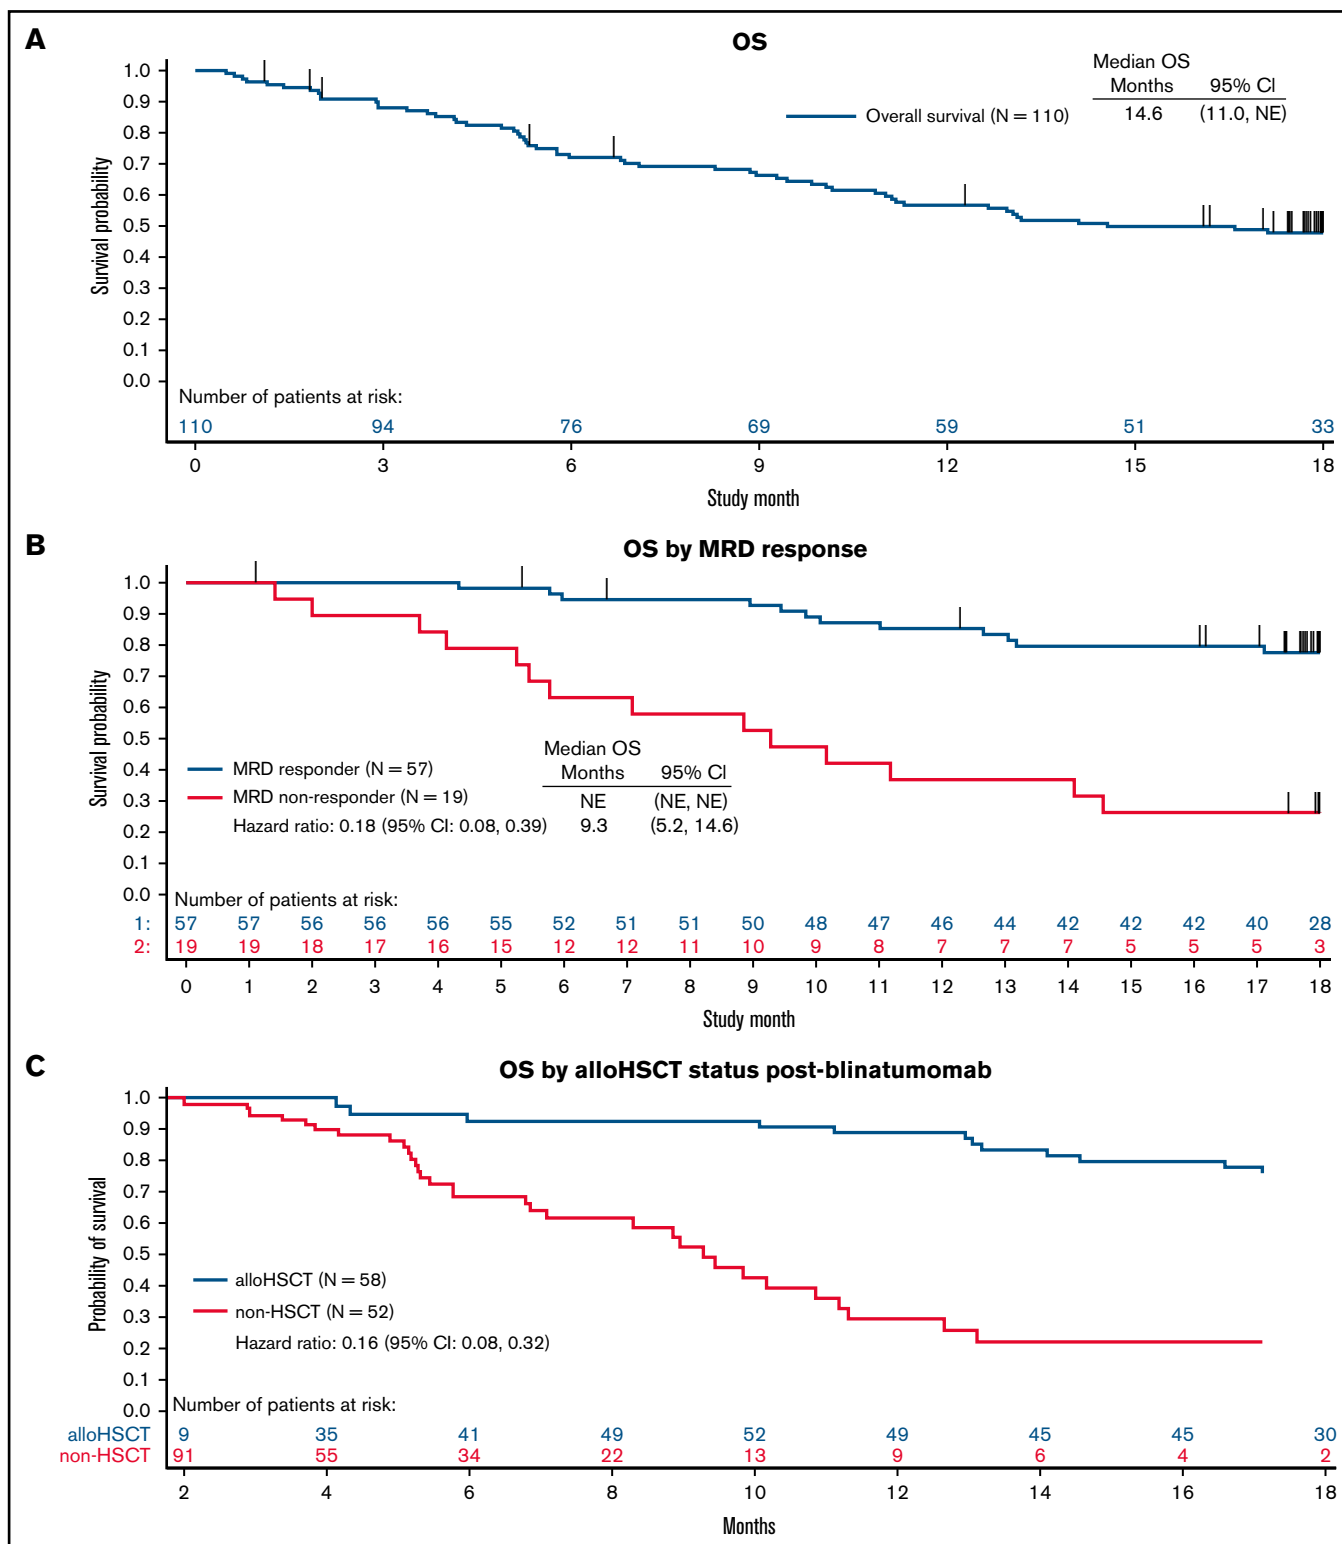 A
OS
Median OS
Months 95% CI
Overall survival (N = 110) 14.6 (11.0, NE)
Survival probability
1.0
0.9
0.8
0.7
0.6
0.5
0.4
0.3
0.2
0.1
0.0
Number of patients at risk:
110 94 76 69 59 51 33
0 3 6 9 12 15 18
Study month
B
OS by MRD response
Survival probability
1.0
0.9
0.8
0.7
0.6
0.5
0.4
0.3
0.2
0.1
0.0
Median OS
Months 95% CI
MRD responder (N = 57) NE (NE, NE)
MRD non-responder (N = 19) 9.3 (5.2, 14.6)
Hazard ratio: 0.18 (95% CI: 0.08, 0.39)
Number of patients at risk:
1: 57 57 56 56 56 55 52 51 51 50 48 47 46 44 42 42 42 40 28
2: 19 19 18 17 16 15 12 12 11 10 9 8 7 7 7 5 5 5 3
0 1 2 3 4 5 6 7 8 9 10 11 12 13 14 15 16 17 18
Study month
C
OS by alloHSCT status post-blinatumomab
Probability of survival
1.0
0.9
0.8
0.7
0.6
0.5
0.4
0.3
0.2
0.1
0.0
alloHSCT (N = 58)
non-HSCT (N = 52)
Hazard ratio: 0.16 (95% CI: 0.08, 0.32)
Number of patients at risk:
alloHSCT 9 35 41 49 52 49 45 45 30
non-HSCT 91 55 34 22 13 9 6 4 2
2 4 6 8 10 12 14 16 18
Months